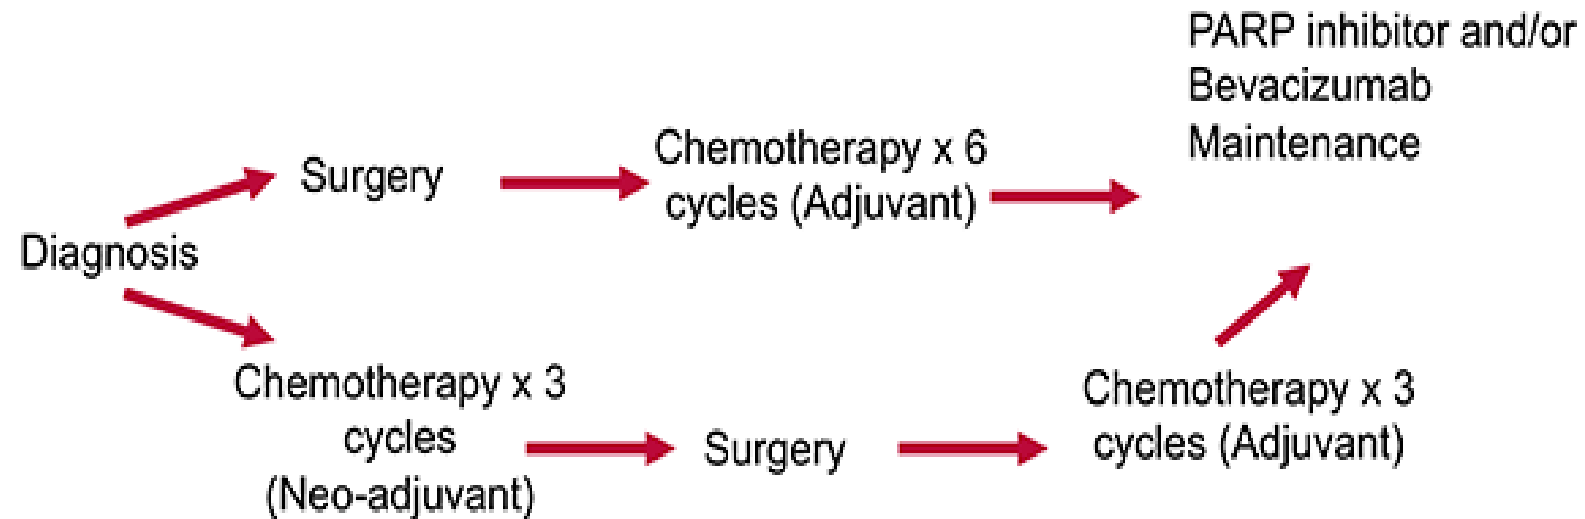 PARP inhibitor and/or
Bevacizumab
Maintenance
Chemotherapy x 6
cycles (Adjuvant)
Surgery
Diagnosis
Chemotherapy x 3
cycles
(Neo-adjuvant)
Surgery
Chemotherapy x 3
cycles (Adjuvant)